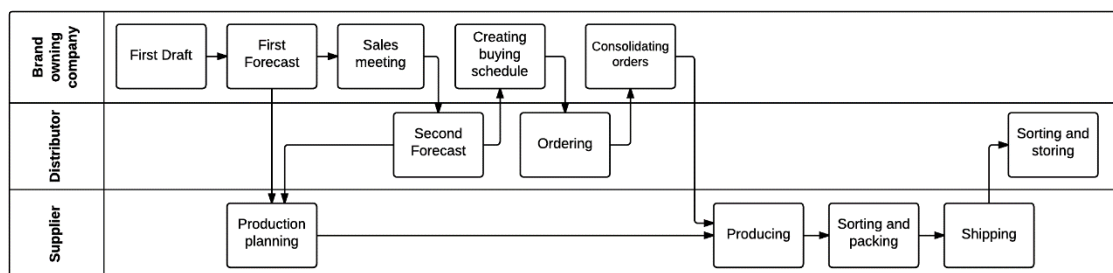 Brand
owning
company
First Draft
First
Forecast
Sales
meeting
Creating
buying
schedule
Consolidating
orders
Distributor
Second
Forecast
Ordering
Sorting and
storing
Supplier
Production
planning
Producing
Sorting and
packing
Shipping